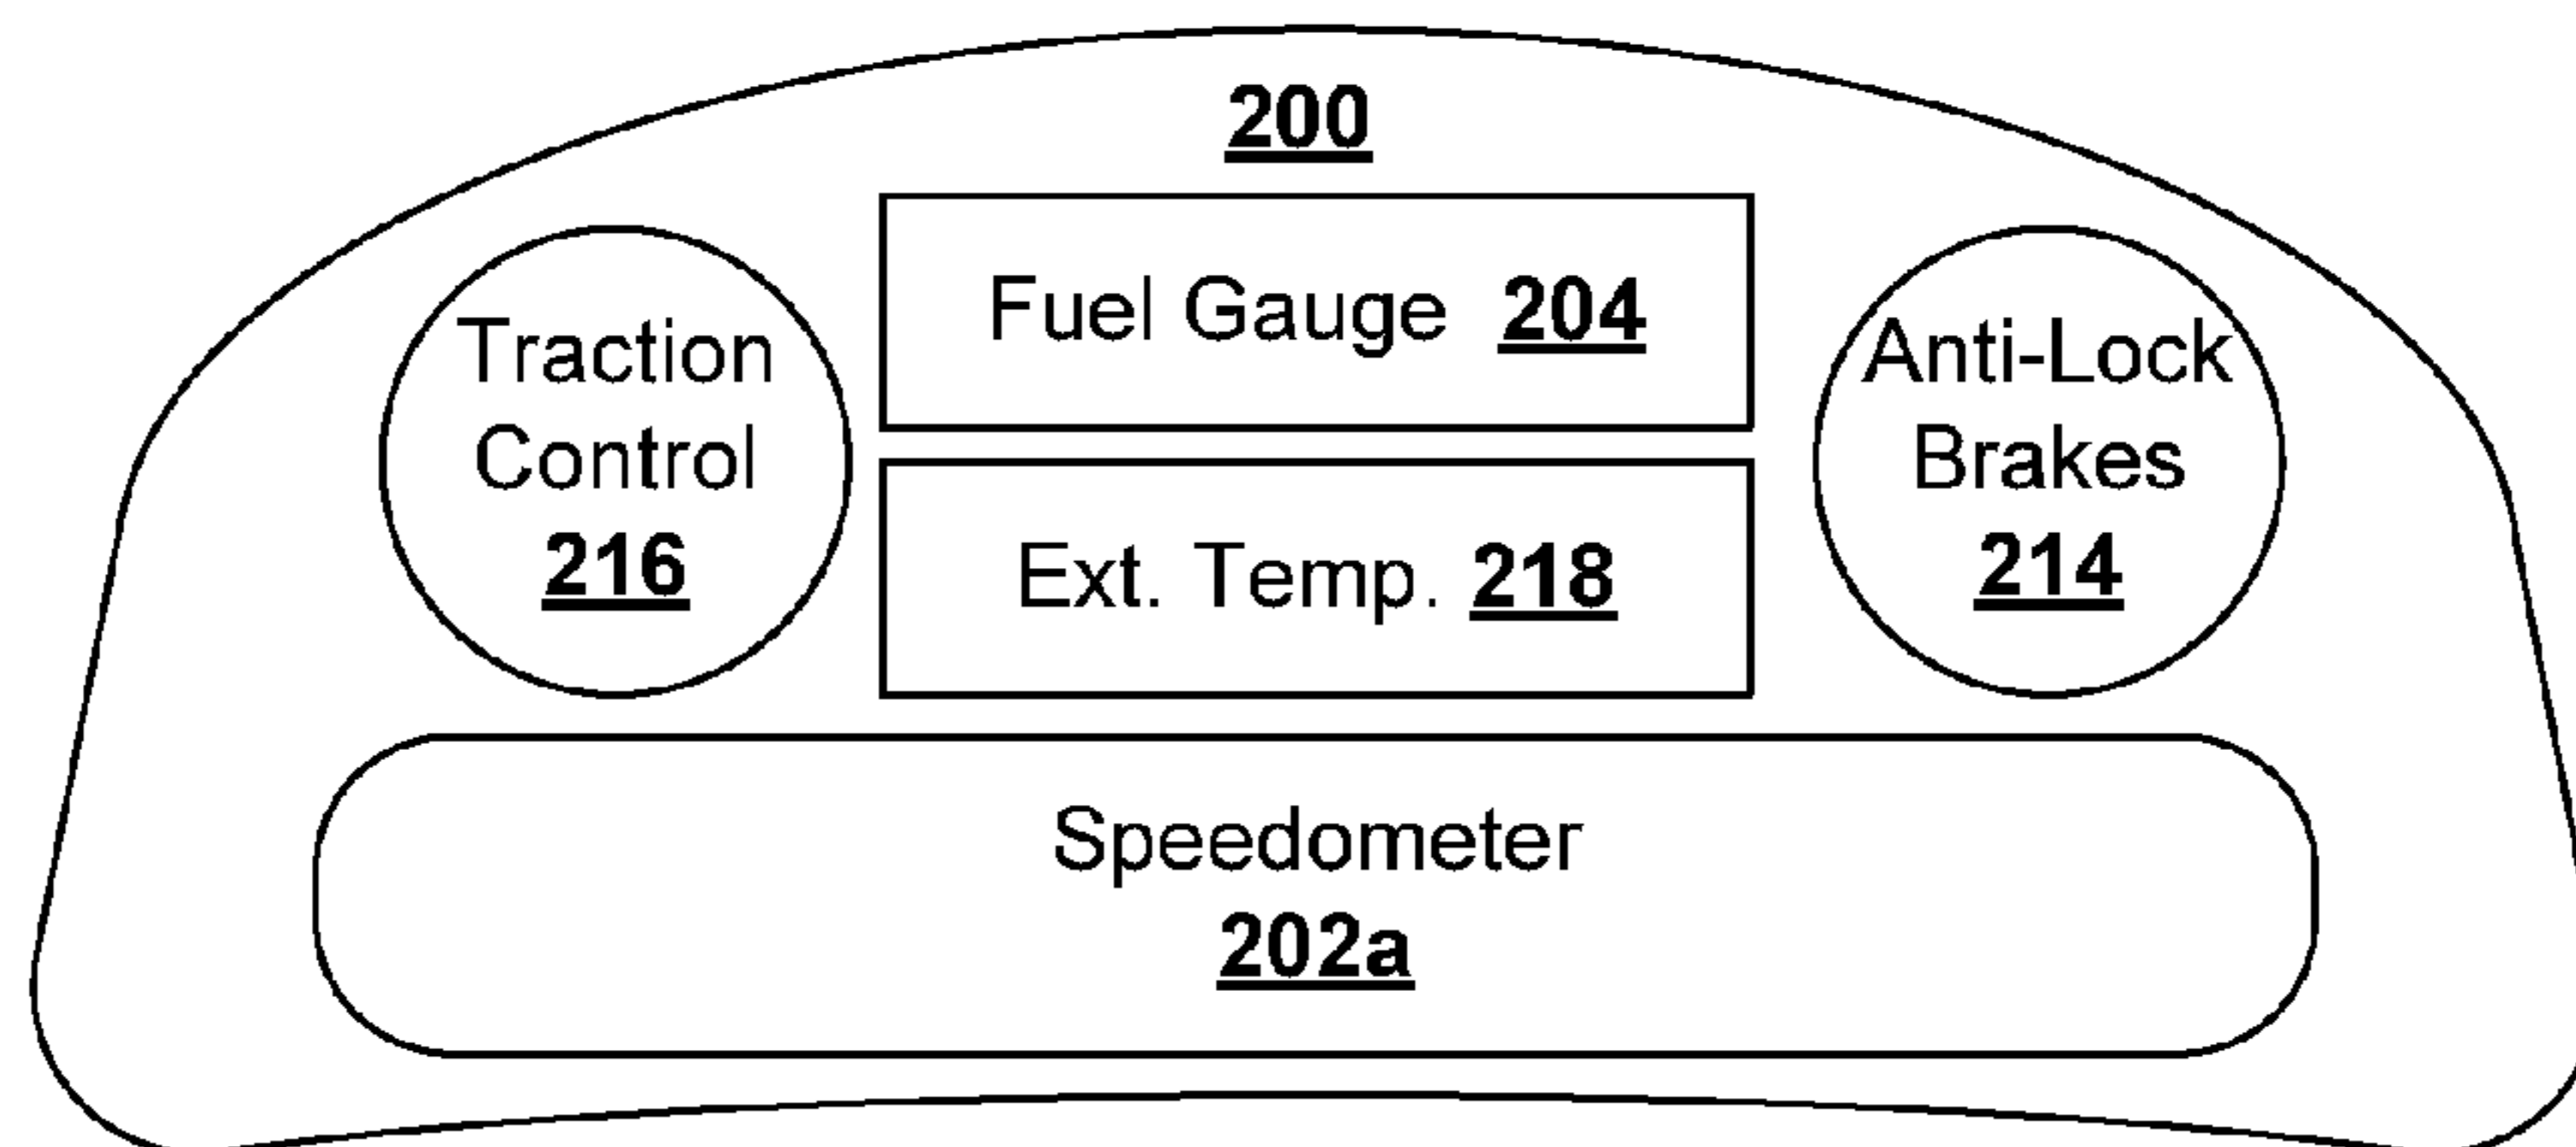 200
Fuel Gauge 204
Traction
Control
216
Anti-Lock
Brakes
214
Ext. Temp. 218
Speedometer
202a